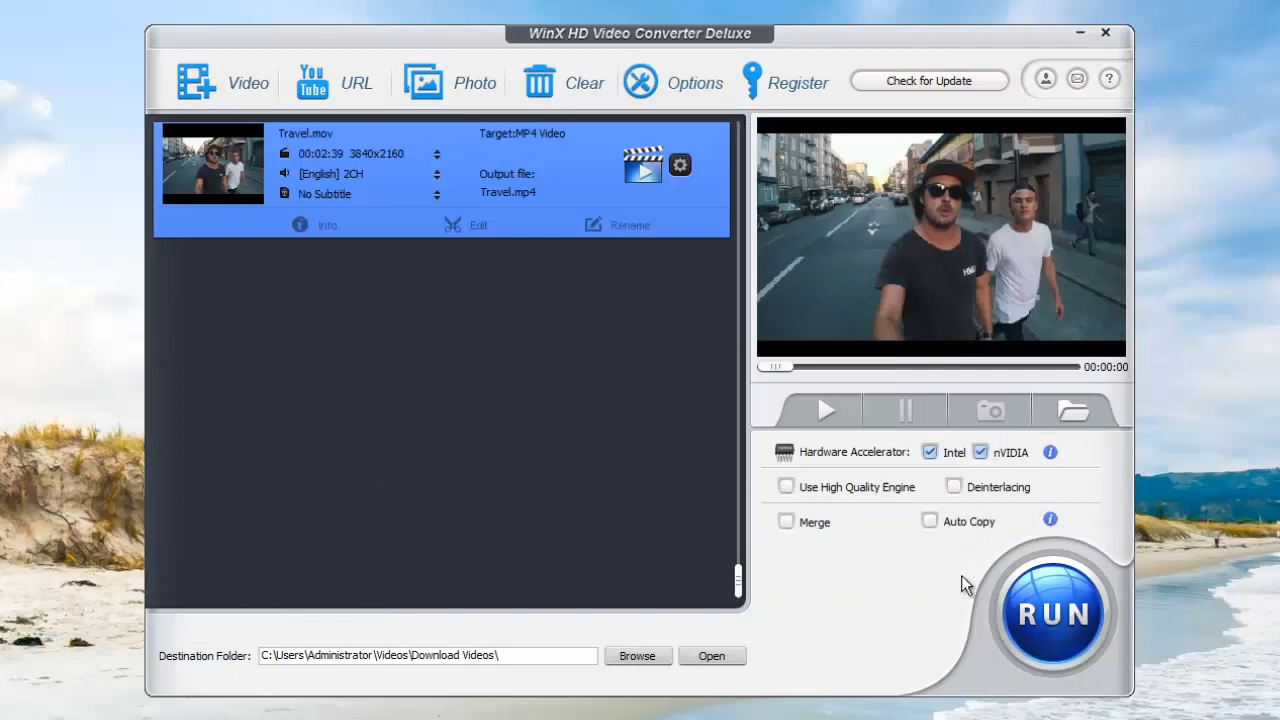 WinX HD Video Converter Deluxe
Video
You Tube URL
Photo
Clear
Options
Register
Check for Update
?
Travel.mov
Target:MP4 Video
00:02:39 3840x2160
[English] 2CH
Output file:
No Subtitle
Travel.mp4
Info
Edit
Rename
00:00:00
Hardware Accelerator:
Intel
nVIDIA
Use High Quality Engine
Deinterlacing
Merge
Auto Copy
RUN
Destination Folder:
C:\Users\Administrator\Videos\Download Videos\
Browse
Open